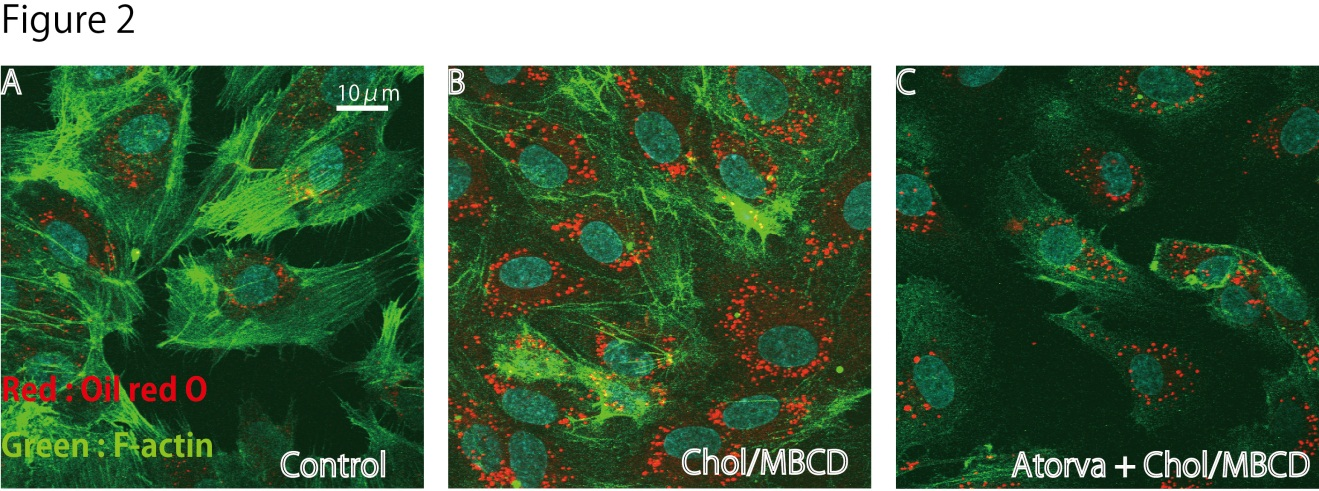 Figure 2
A
10 μm
B
C
Red : Oil red O
Green : F-actin
Control
Chol/MBCD
Atorva + Chol/MBCD